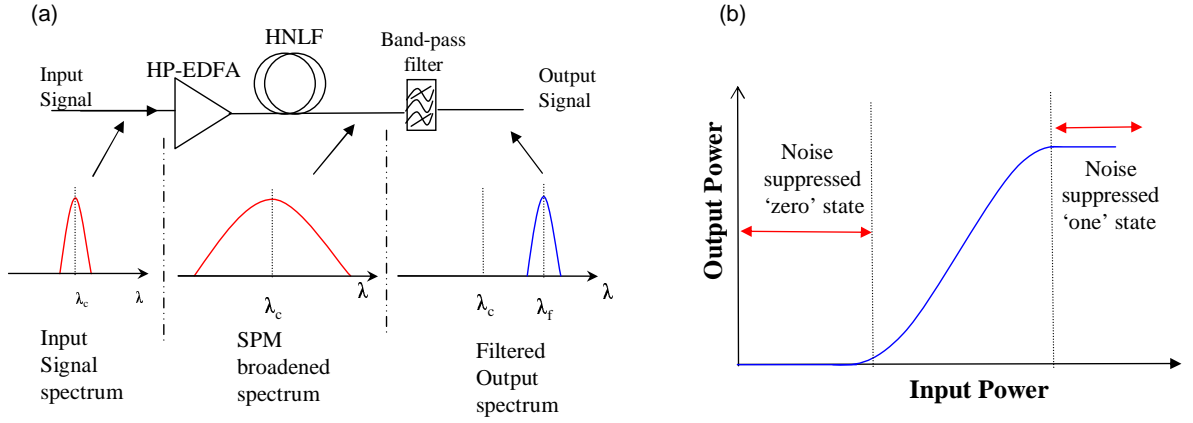 (a)
HNLF
HP-EDFA
Band-pass
filter
Input
Signal
Output
Signal
λc
λ
λc
λ
λc
λf
λ
Input
Signal
spectrum
SPM
broadened
spectrum
Filtered
Output
spectrum
(b)
Output Power
Noise
suppressed
‘zero’ state
Noise
suppressed
‘one’ state
Input Power